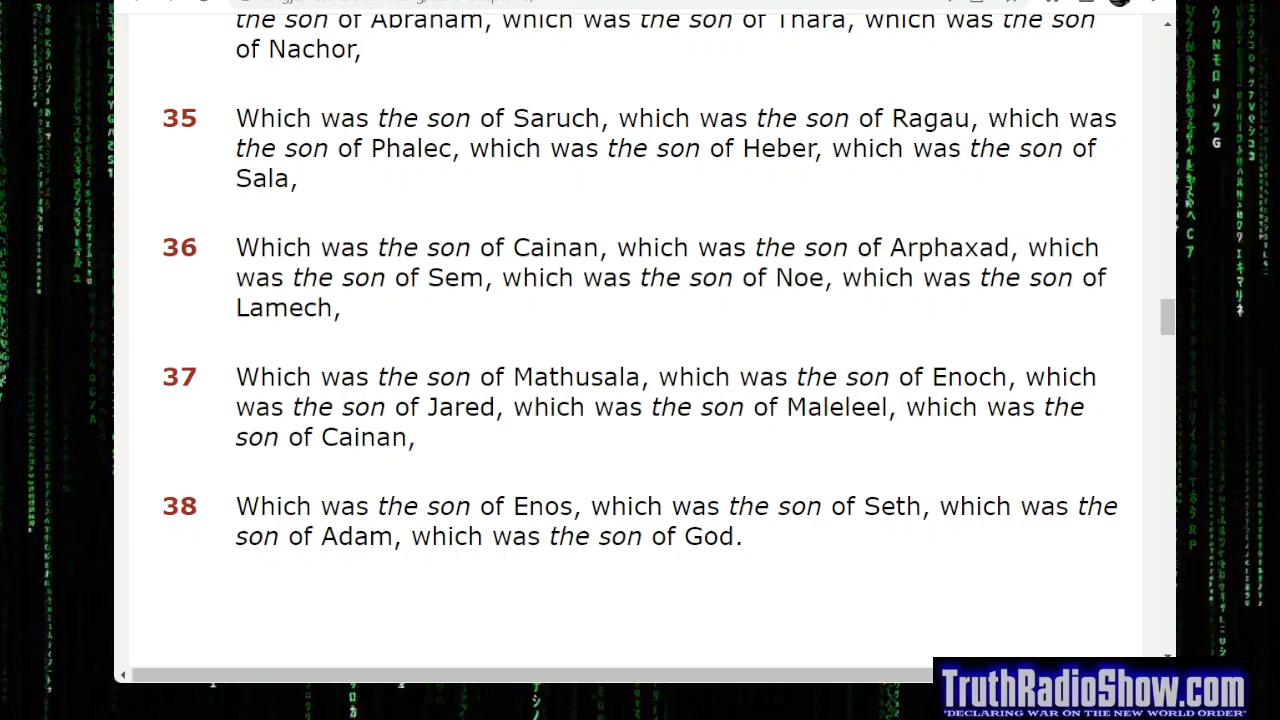 the son of Abraham, which was the son of Thara, which was the son
of Nachor,
35 Which was the son of Saruch, which was the son of Ragau, which was
the son of Phalec, which was the son of Heber, which was the son of
Sala,
36 Which was the son of Cainan, which was the son of Arphaxad, which
was the son of Sem, which was the son of Noe, which was the son of
Lamech,
37 Which was the son of Mathusala, which was the son of Enoch, which
was the son of Jared, which was the son of Maleleel, which was the
son of Cainan,
38 Which was the son of Enos, which was the son of Seth, which was the
son of Adam, which was the son of God.
TruthRadioShow.com
"DECLARING WAR ON THE NEW WORLD ORDER"